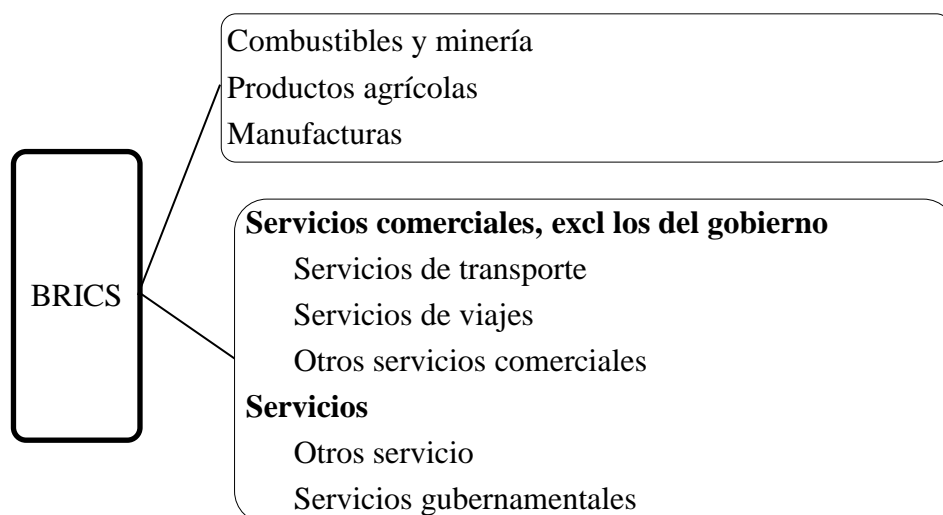 Combustibles y minería
Productos agrícolas
Manufacturas
BRICS
Servicios comerciales, excl los del gobierno
Servicios de transporte
Servicios de viajes
Otros servicios comerciales
Servicios
Otros servicio
Servicios gubernamentales